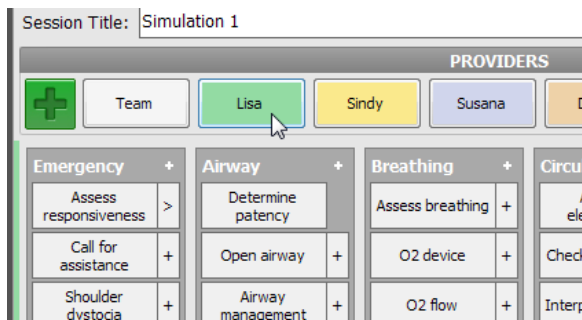 Session Title: Simulation 1
PROVIDERS
Team Lisa Sindy Susana
Emergency + Airway + Breathing +
Assess
responsiveness >
Determine
patency
Assess breathing +
Call for
assistance +
Open airway +
O2 device +
Shoulder
dystocia +
Airway
management +
O2 flow +